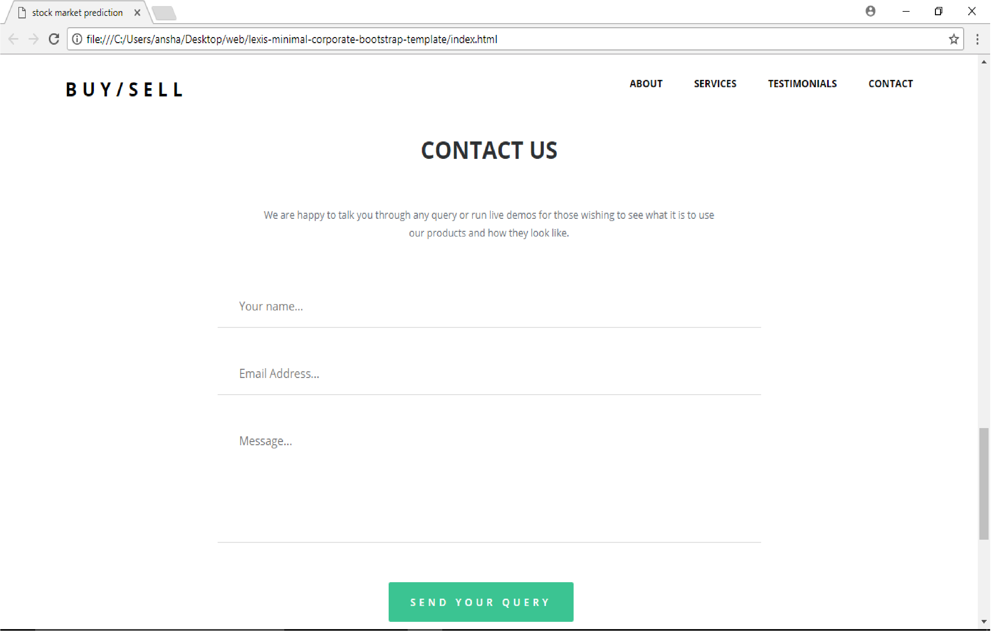 stock market prediction
file:///C:/Users/ansha/Desktop/web/lexis-minimal-corporate-bootstrap-template/index.html
BUY/SELL
ABOUT SERVICES TESTIMONIALS CONTACT
CONTACT US
We are happy to talk you through any query or run live demos for those wishing to see what it is to use
our products and how they look like.
Your name...
Email Address...
Message...
SEND YOUR QUERY